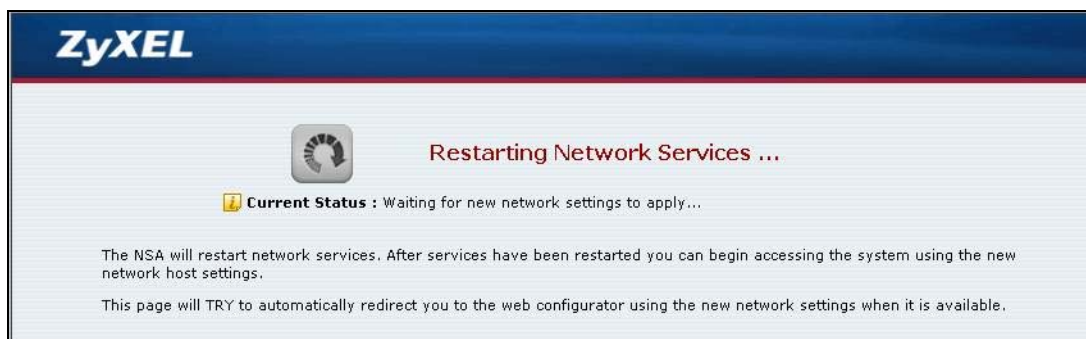 ZyXEL
Restarting Network Services ...
Current Status : Waiting for new network settings to apply...
The NSA will restart network services. After services have been restarted you can begin accessing the system using the new
network host settings.
This page will TRY to automatically redirect you to the web configurator using the new network settings when it is available.